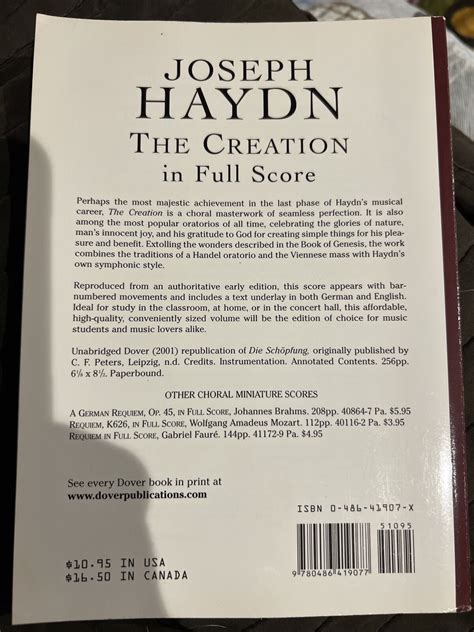 JOSEPH
HAYDN
THE CREATION
in Full Score
Perhaps the most majestic achievement in the last phase of Haydn's musical
career, The Creation is a choral masterwork of seamless perfection. It is also
among the most popular oratorios of all time, celebrating the glories of nature,
man's innocent joy, and his gratitude to God for creating simple things for his plea-
sure and benefit. Extolling the wonders described in the Book of Genesis, the work
combines the traditions of a Handel oratorio and the Viennese mass with Haydn's
own symphonic style.
Reproduced from an authoritative early edition, this score appears with bar-
numbered movements and includes a text underlay in both German and English.
Ideal for study in the classroom, at home, or in the concert hall, this affordable,
high-quality, conveniently sized volume will be the edition of choice for music
students and music lovers alike.
Unabridged Dover (2001) republication of Die Schöpfung, originally published by
C. F. Peters, Leipzig, n.d. Credits. Instrumentation. Annotated Contents. 256pp.
6⅛ x 8½. Paperbound.
OTHER CHORAL MINIATURE SCORES
A GERMAN REQUIEM, OP. 45, IN FULL SCORE, Johannes Brahms. 208pp. 40864-7 Pa. $5.95
REQUIEM, K626, IN FULL SCORE, Wolfgang Amadeus Mozart. 112pp. 40116-2 Pa. $3.95
REQUIEM IN FULL SCORE, Gabriel Fauré. 144pp. 41172-9 Pa. $4.95
See every Dover book in print at
www.doverpublications.com
ISBN 0-486-41907-X
51095
$10.95 IN USA
$16.50 IN CANADA
9 780486 419077